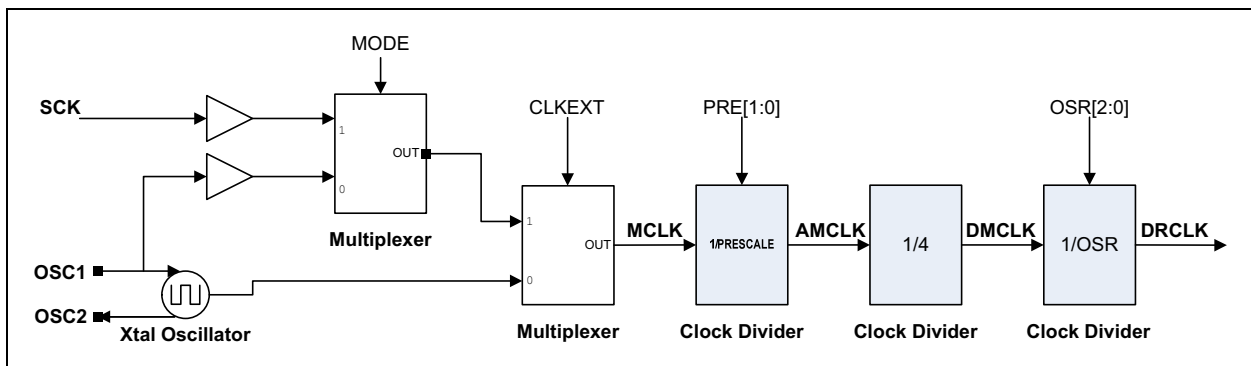 MODE
SCK
CLKEXT
PRE[1:0]
OSR[2:0]
1
OUT
0
Multiplexer
1
OUT
0
MCLK
1/PRESCALE
AMCLK
1/4
DMCLK
1/OSR
DRCLK
OSC1
OSC2
Xtal Oscillator
Multiplexer
Clock Divider
Clock Divider
Clock Divider